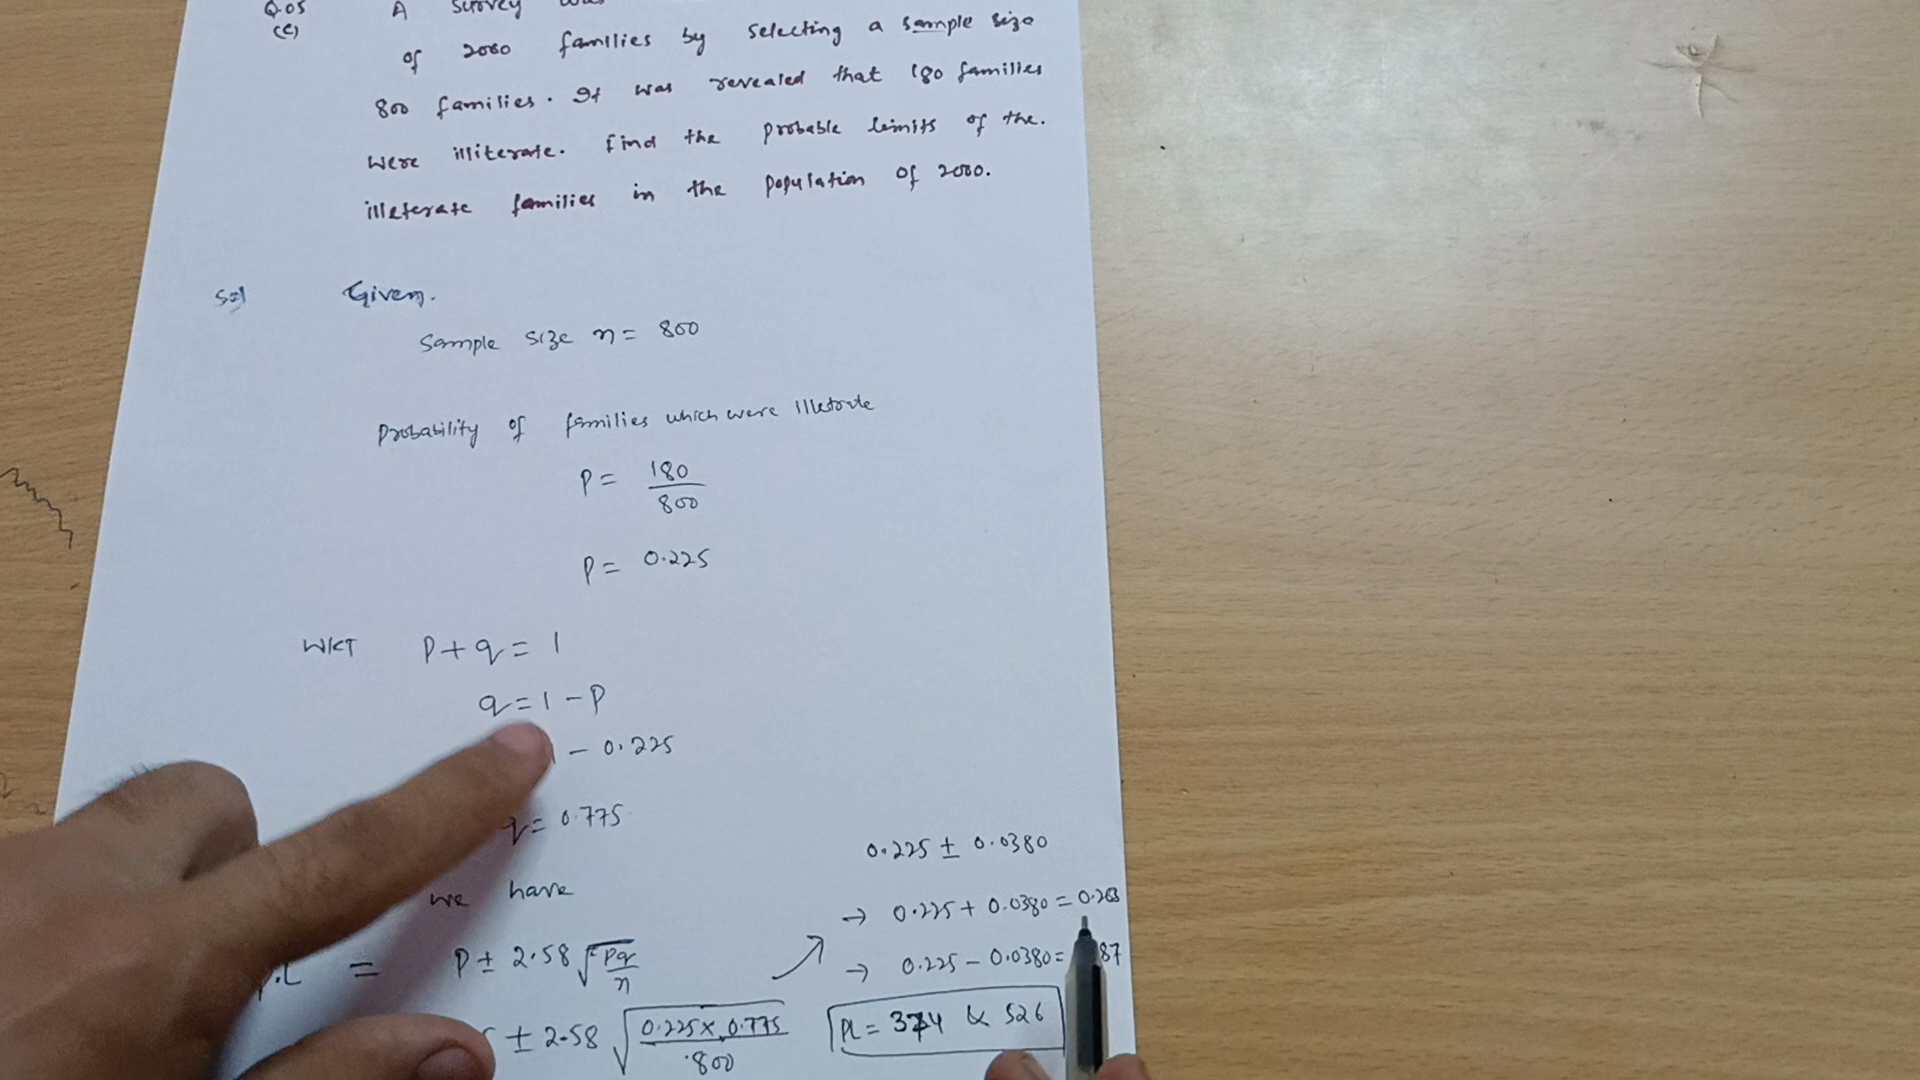 Q.05 A survey was
(c) of 2000 families by selecting a sample size
800 families. It was revealed that 180 families
were illiterate. Find the probable limits of the.
illeterate families in the population of 2000.
Sol Given.
Sample size n = 800
Probability of families which were illetrate
P = 180/800
P = 0.225
WKT P + q = 1
q = 1 - P
- 0.225
q = 0.775
we have
P.L = P ± 2.58 √(pq/n)
± 2.58 √(0.225 × 0.775/800)
0.225 ± 0.0380
→ 0.225 + 0.0380 = 0.263
→ 0.225 - 0.0380 = 87
PL = 374 & 526